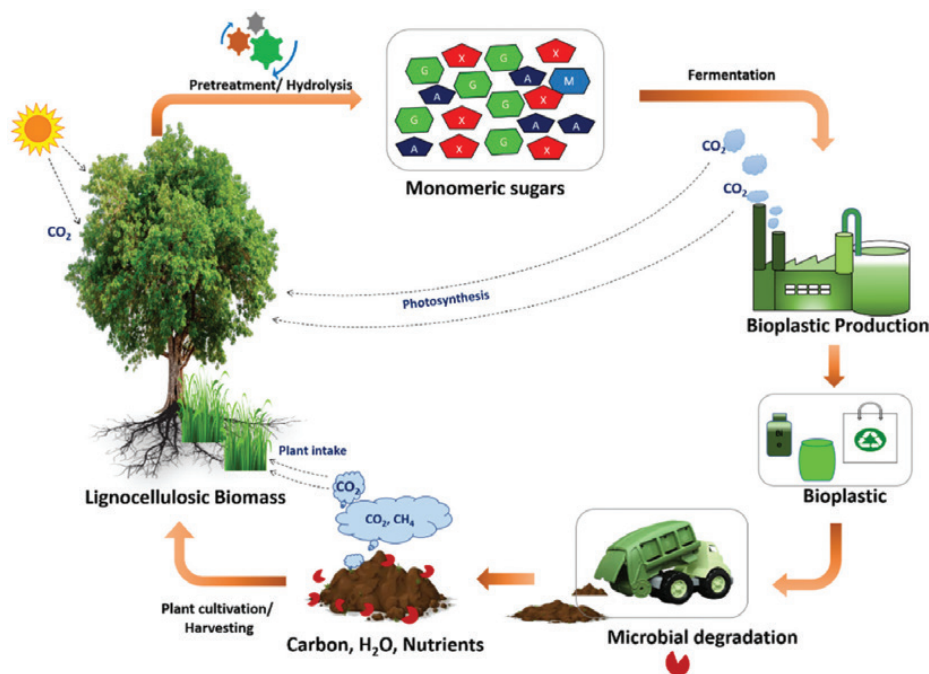 Pretreatment/ Hydrolysis
G
X
G
X
A
G
A
M
G
X
G
X
A
X
G
A
A
X
Monomeric sugars
Fermentation
CO₂
CO₂
CO₂
Photosynthesis
Bioplastic Production
Bioplastic
Plant intake
CO₂
CO₂, CH₄
Lignocellulosic Biomass
Plant cultivation/
Harvesting
Carbon, H₂O, Nutrients
Microbial degradation